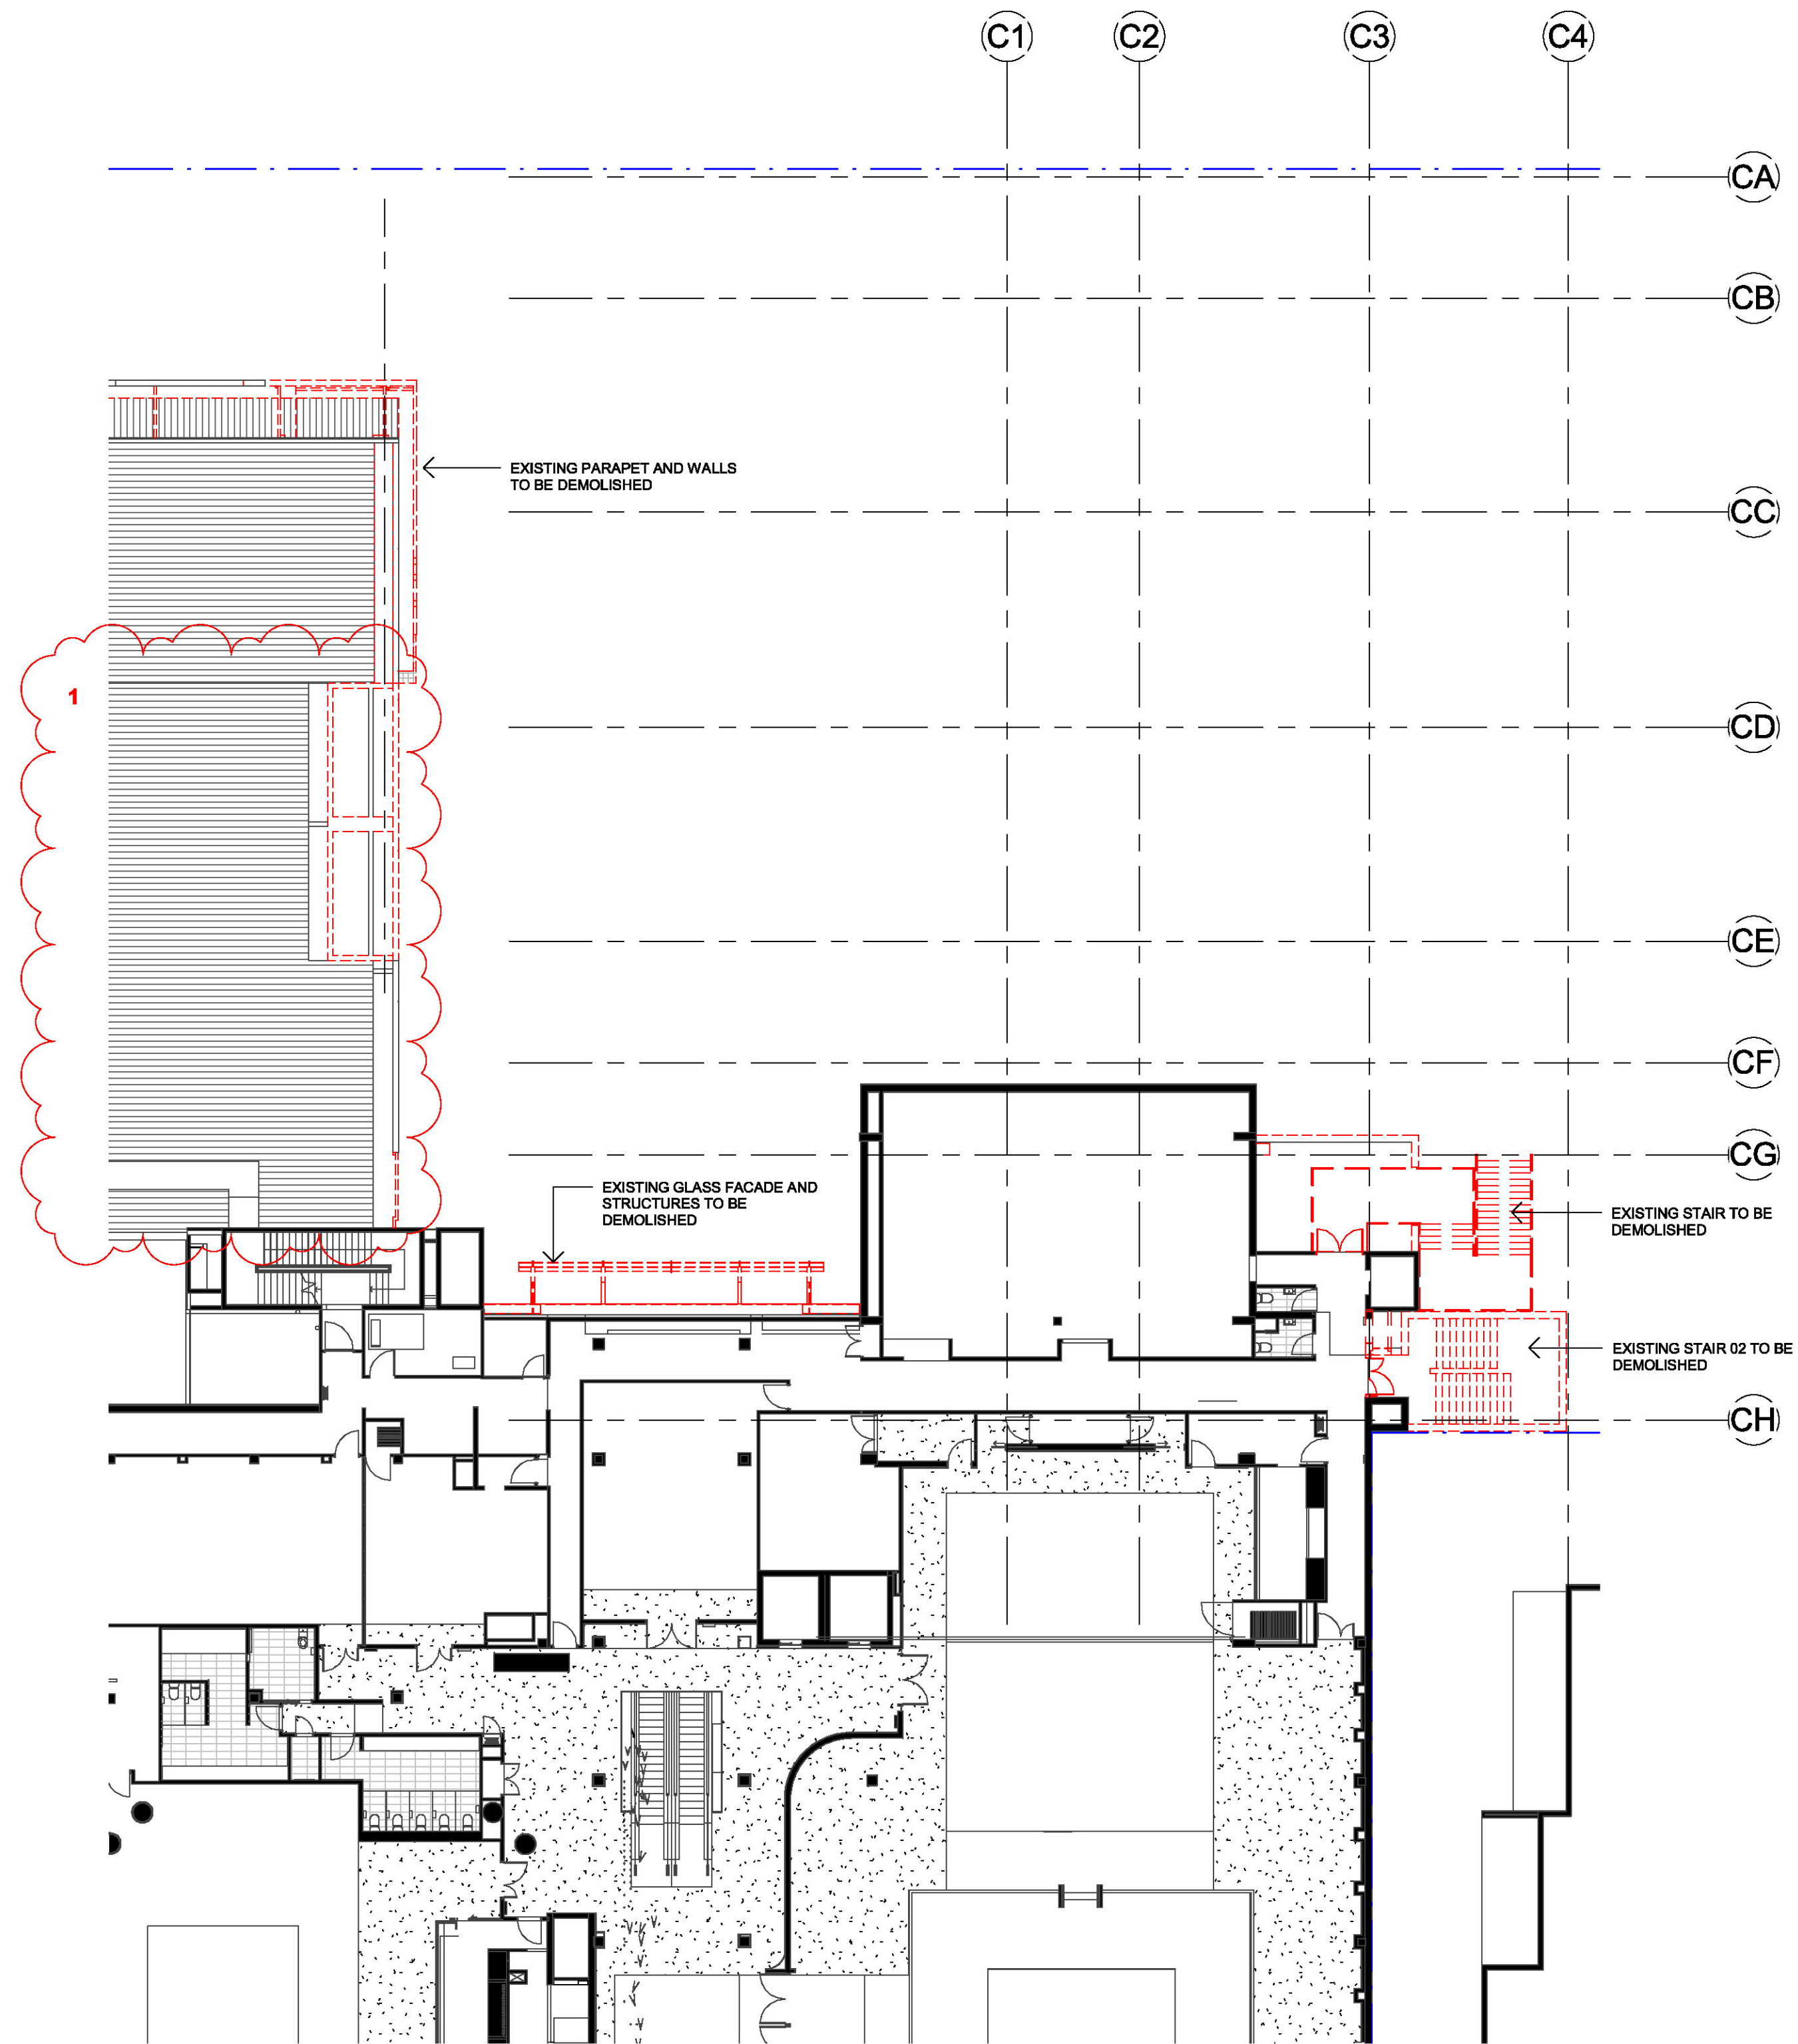 C1 C2 C3 C4
CA
CB
EXISTING PARAPET AND WALLS
TO BE DEMOLISHED
CC
1
CD
CE
CF
CG
EXISTING GLASS FACADE AND
STRUCTURES TO BE
DEMOLISHED
EXISTING STAIR TO BE
DEMOLISHED
EXISTING STAIR 02 TO BE
DEMOLISHED
CH